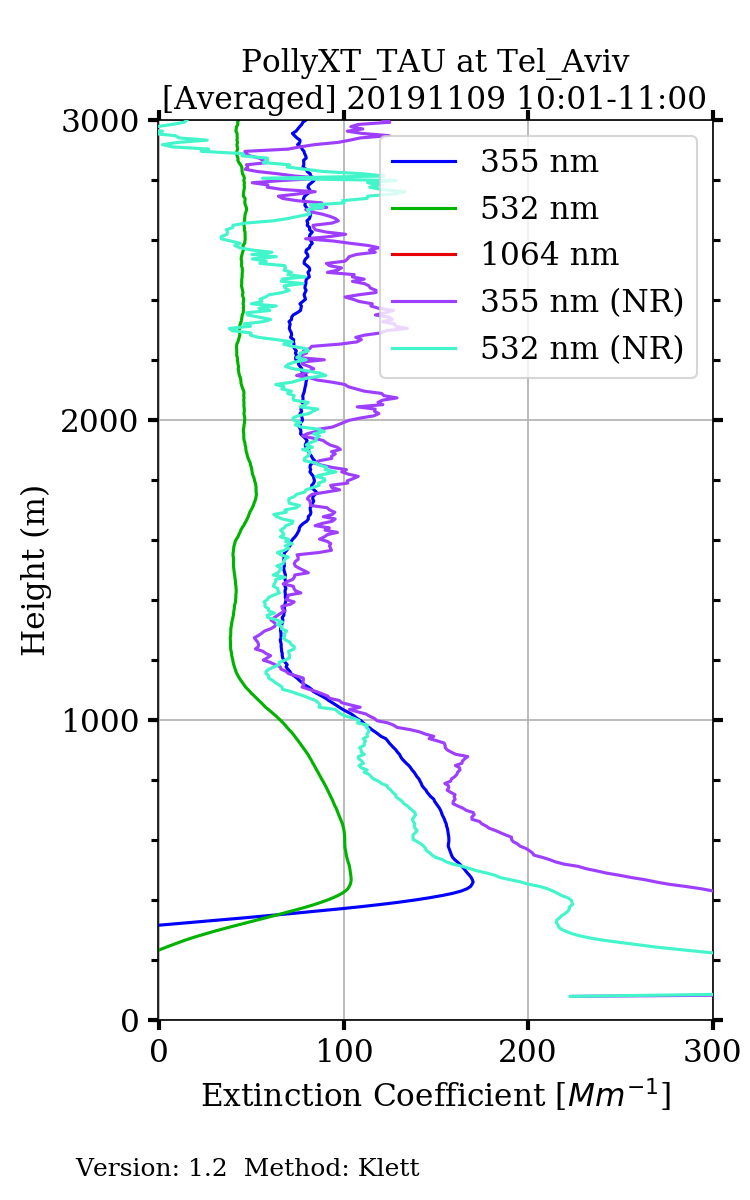 PollyXT_TAU at Tel_Aviv
[Averaged] 20191109 10:01-11:00
3000
2000
1000
0
Height (m)
355 nm
532 nm
1064 nm
355 nm (NR)
532 nm (NR)
0 100 200 300
Extinction Coefficient [Mm⁻¹]
Version: 1.2 Method: Klett